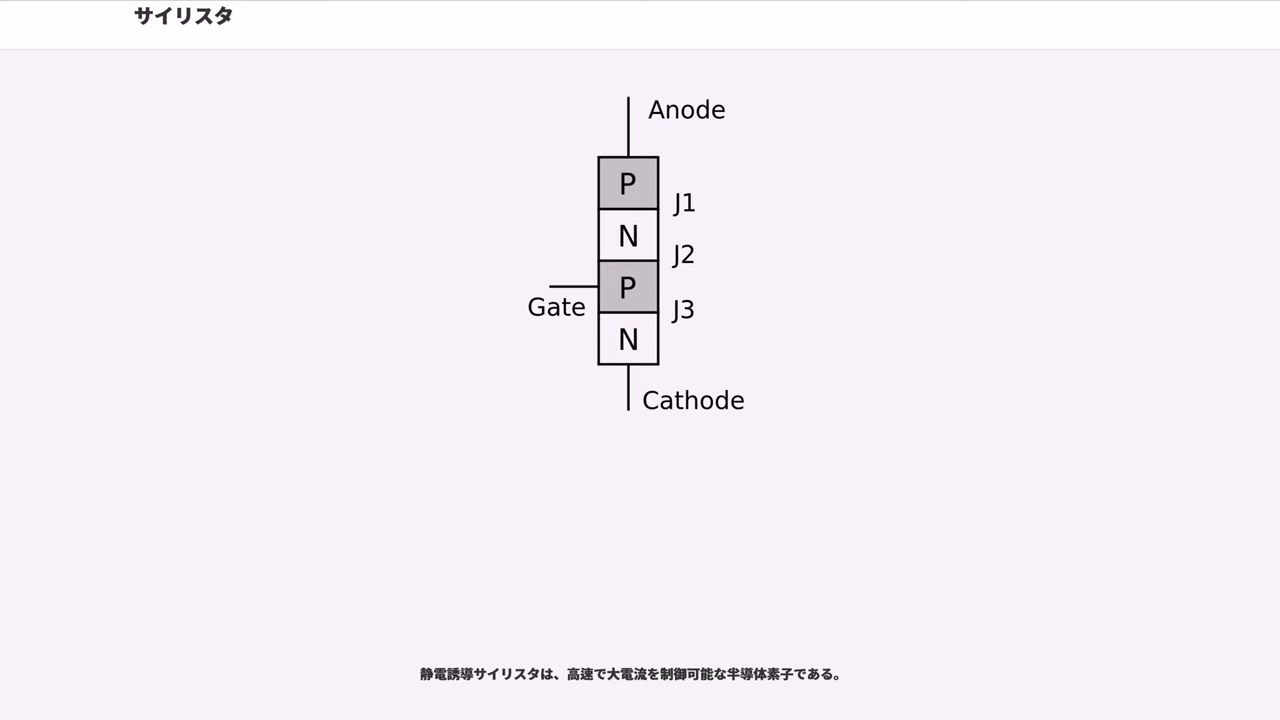 サイリスタ
Anode
P
J1
N
J2
P
Gate
J3
N
Cathode
静電誘導サイリスタは、高速で大電流を制御可能な半導体素子である。